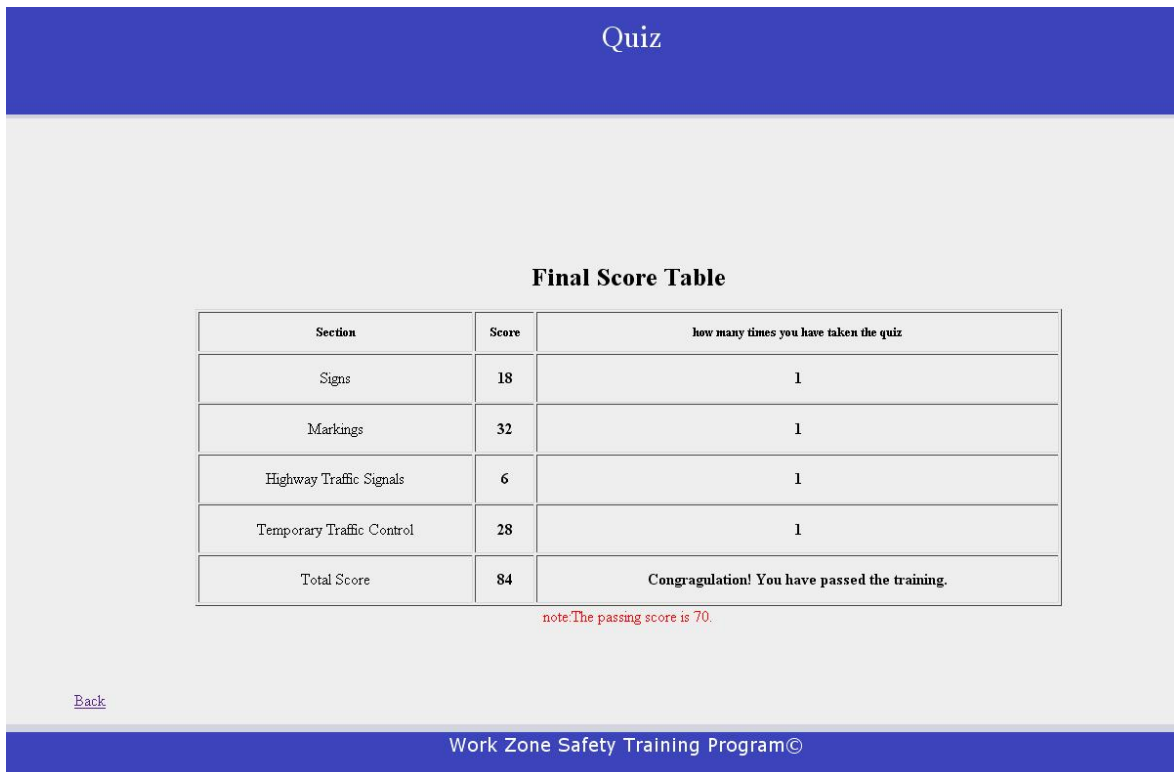 Quiz
Final Score Table
Section Score how many times you have taken the quiz
Signs 18 1
Markings 32 1
Highway Traffic Signals 6 1
Temporary Traffic Control 28 1
Total Score 84 Congragulation! You have passed the training.
note:The passing score is 70.
Back
Work Zone Safety Training Program©